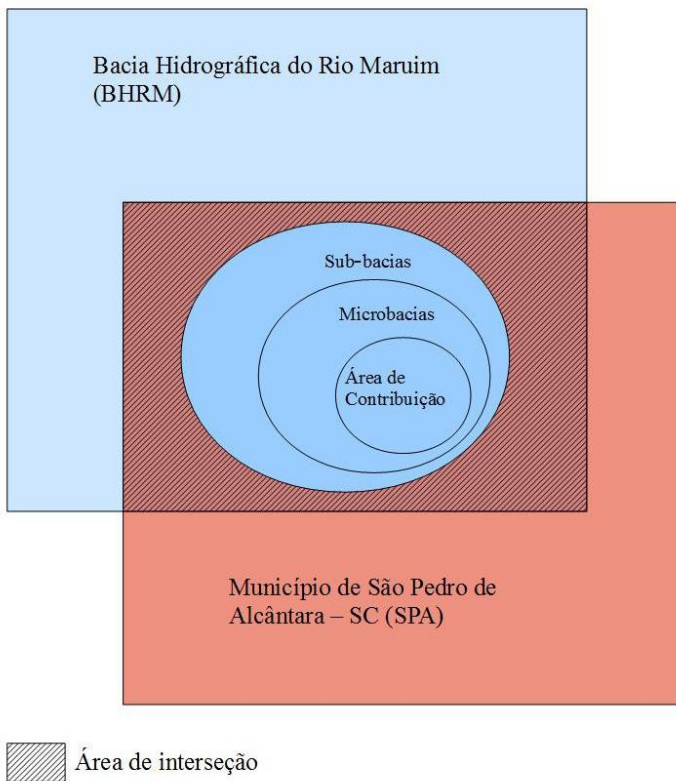 Bacia Hidrográfica do Rio Maruim
(BHRM)
Sub-bacias
Microbacias
Área de
Contribuição
Município de São Pedro de
Alcântara – SC (SPA)
Área de interseção